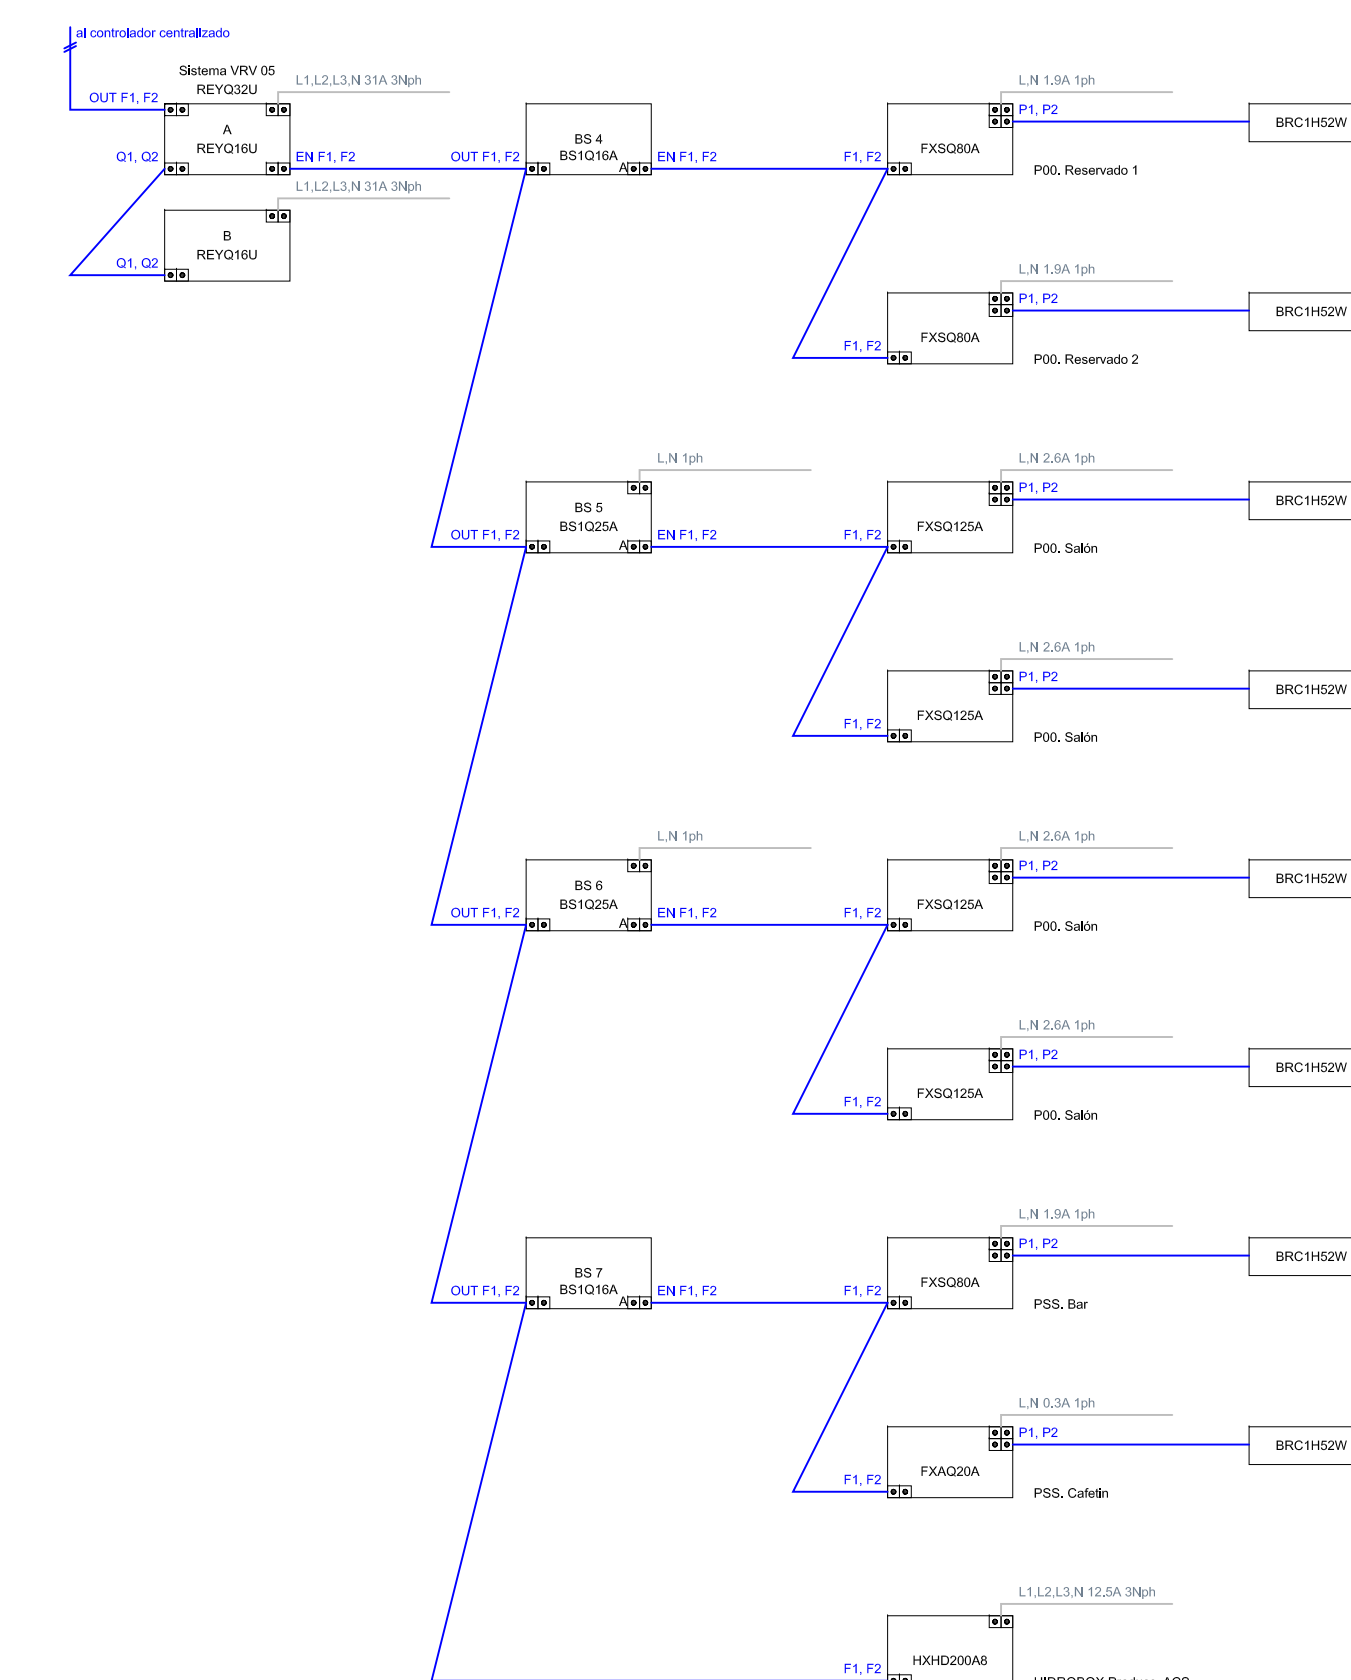 al controlador centralizado
Sistema VRV 05
REYQ32U
L1,L2,L3,N 31A 3Nph
OUT F1, F2
A
REYQ16U
Q1, Q2
EN F1, F2
L1,L2,L3,N 31A 3Nph
B
REYQ16U
Q1, Q2
OUT F1, F2
BS 4
BS1Q16A
A
EN F1, F2
L,N 1.9A 1ph
P1, P2
BRC1H52W
FXSQ80A
F1, F2
P00. Reservado 1
L,N 1.9A 1ph
P1, P2
BRC1H52W
FXSQ80A
F1, F2
P00. Reservado 2
L,N 1ph
BS 5
BS1Q25A
OUT F1, F2
A
EN F1, F2
L,N 2.6A 1ph
P1, P2
BRC1H52W
FXSQ125A
F1, F2
P00. Salón
L,N 2.6A 1ph
P1, P2
BRC1H52W
FXSQ125A
F1, F2
P00. Salón
L,N 1ph
BS 6
BS1Q25A
OUT F1, F2
A
EN F1, F2
L,N 2.6A 1ph
P1, P2
BRC1H52W
FXSQ125A
F1, F2
P00. Salón
L,N 2.6A 1ph
P1, P2
BRC1H52W
FXSQ125A
F1, F2
P00. Salón
BS 7
BS1Q16A
OUT F1, F2
A
EN F1, F2
L,N 1.9A 1ph
P1, P2
BRC1H52W
FXSQ80A
F1, F2
PSS. Bar
L,N 0.3A 1ph
P1, P2
BRC1H52W
FXAQ20A
F1, F2
PSS. Cafetin
L1,L2,L3,N 12.5A 3Nph
HXHD200A8
F1, F2